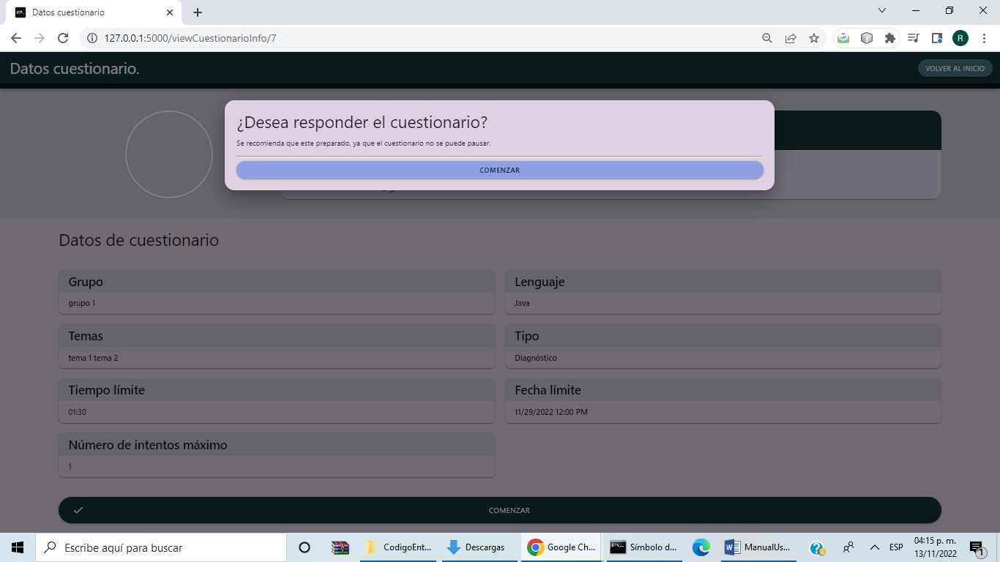 Datos cuestionario
127.0.0.1:5000/viewCuestionarioInfo/7
R
Datos cuestionario.
VOLVER AL INICIO
¿Desea responder el cuestionario?
Se recomienda que este preparado, ya que el cuestionario no se puede pausar.
COMENZAR
Datos de cuestionario
Grupo
grupo 1
Lenguaje
Java
Temas
tema 1 tema 2
Tipo
Diagnóstico
Tiempo límite
01:30
Fecha límite
11/29/2022 12:00 PM
Número de intentos máximo
1
COMENZAR
Escribe aquí para buscar
CodigoEnt...
Descargas
Google Ch...
Símbolo d...
ManualUs...
ESP
04:15 p. m.
13/11/2022
1